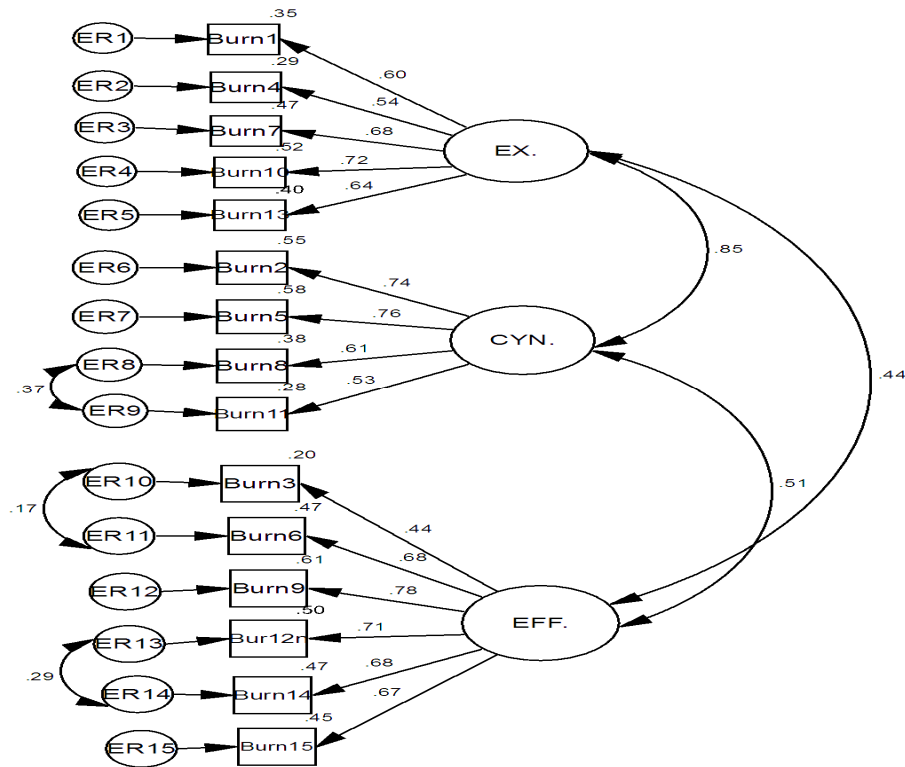 .35
ER1 Burn1
.60
.29
ER2 Burn4
.54
.47
ER3 Burn7
.68
EX.
.52
ER4 Burn10
.72
.40
ER5 Burn13
.64
.55
ER6 Burn2
.74
.85
.58
ER7 Burn5
.76
CYN.
.38
ER8 Burn8
.61
.44
.37
.28
ER9 Burn11
.53
.20
ER10 Burn3
.44
.51
.17
.47
ER11 Burn6
.68
.61
ER12 Burn9
.78
EFF.
.50
ER13 Bur12n
.71
.29
.47
ER14 Burn14
.68
.45
ER15 Burn15
.67